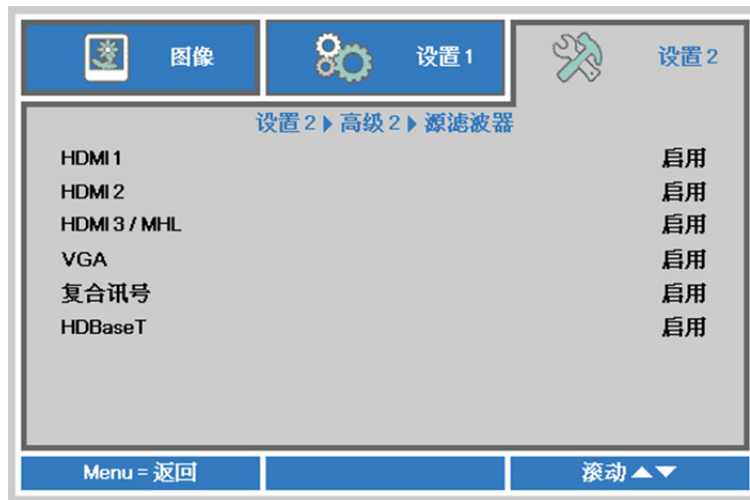 图像 设置1 设置2
设置2 ▶ 高级2 ▶ 源滤波器
HDMI 1 启用
HDMI 2 启用
HDMI 3 / MHL 启用
VGA 启用
复合讯号 启用
HDBaseT 启用
Menu = 返回 滚动▲▼